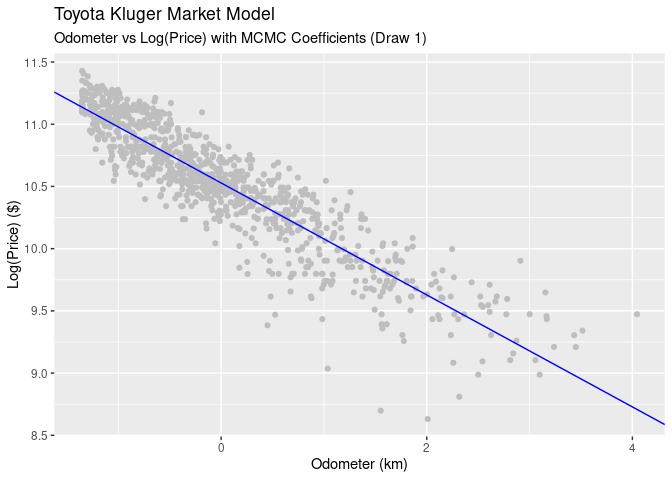 Toyota Kluger Market Model
Odometer vs Log(Price) with MCMC Coefficients (Draw 1)
11.5
11.0
10.5
10.0
9.5
9.0
8.5
Log(Price) ($)
0
2
4
Odometer (km)